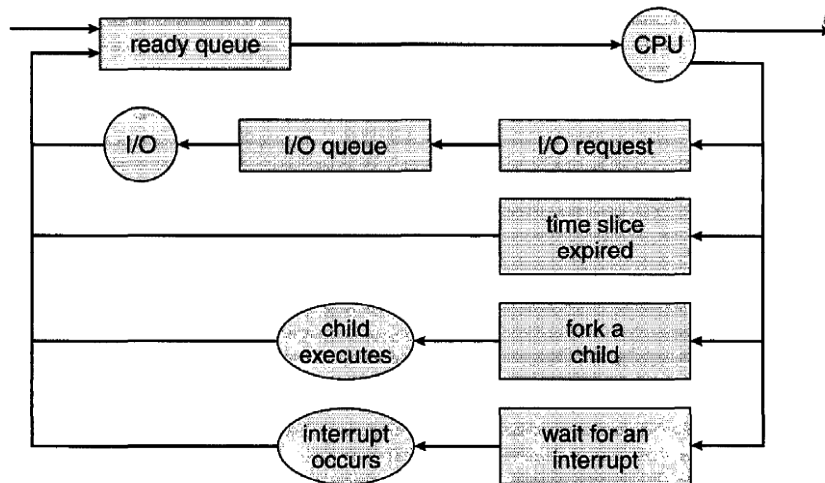 ready queue
CPU
I/O
I/O queue
I/O request
time slice
expired
child
executes
fork a
child
interrupt
occurs
wait for an
interrupt